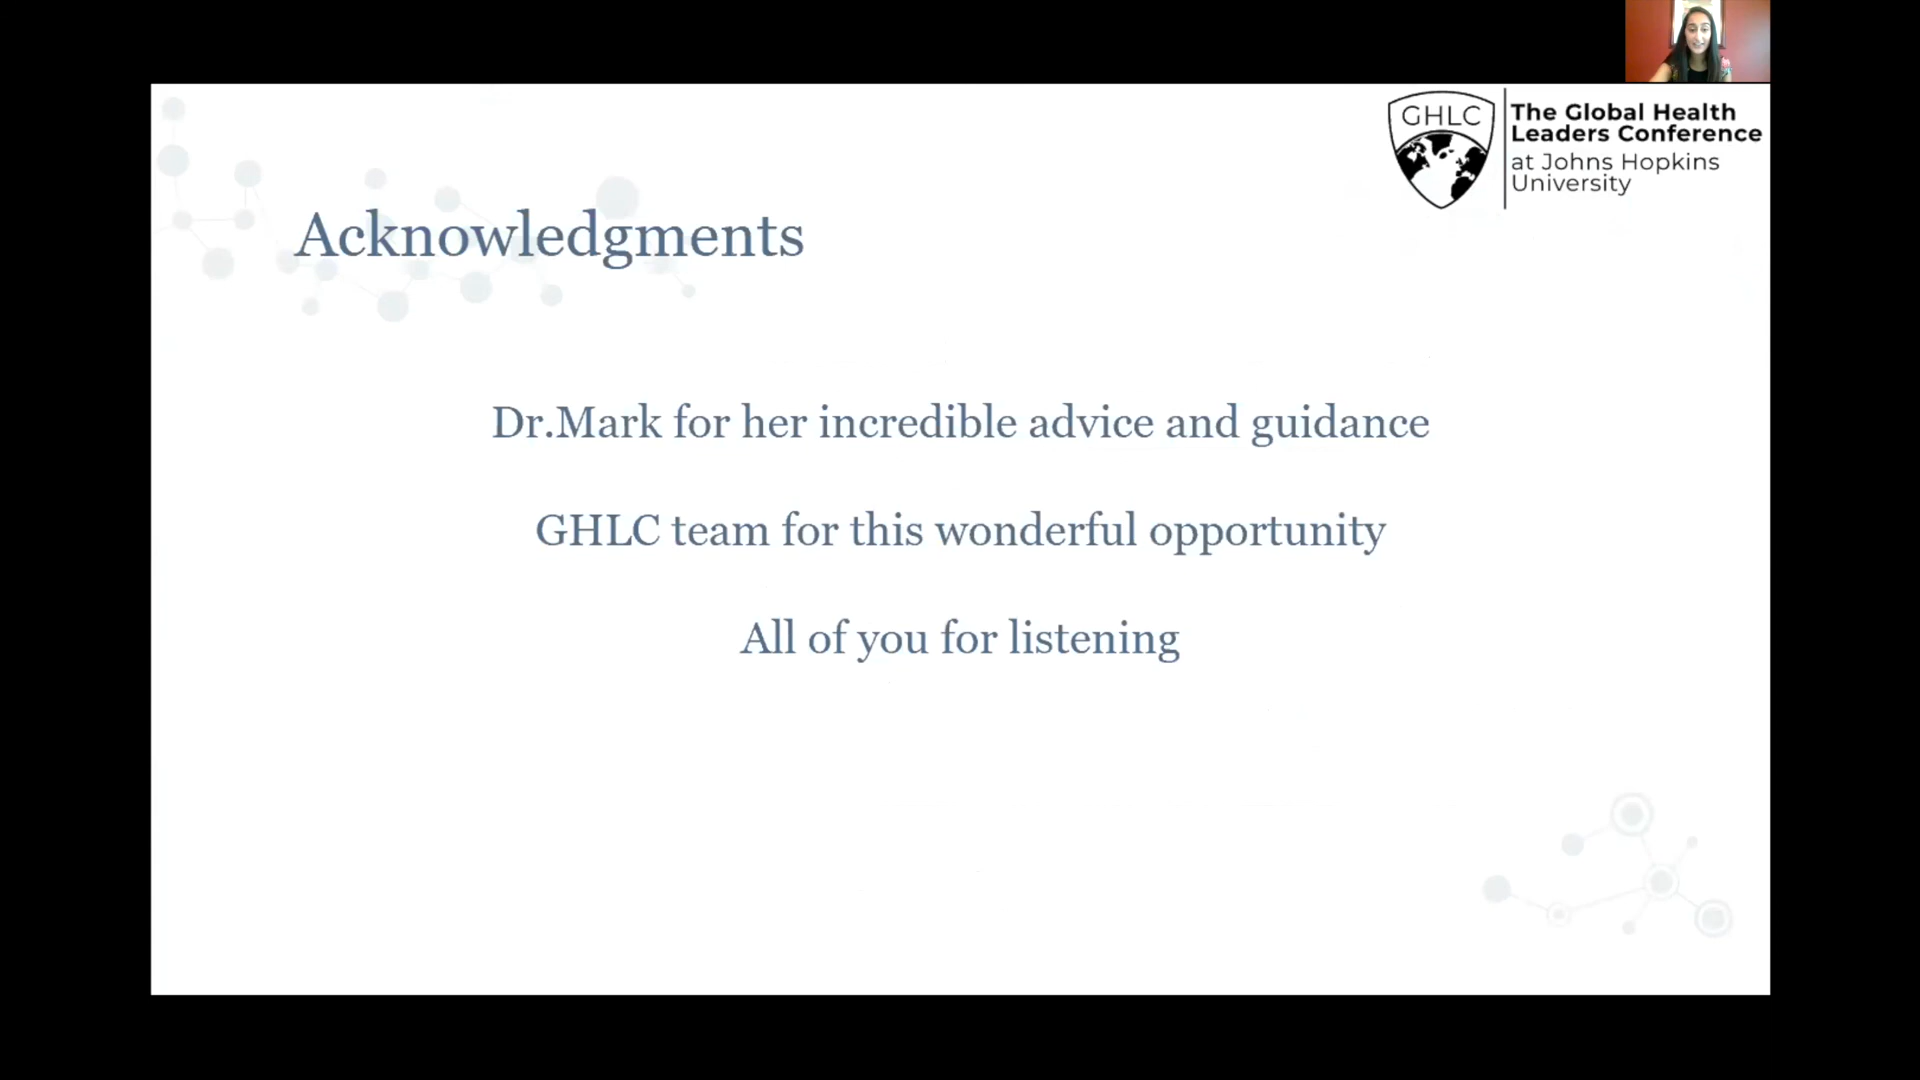 GHLC
The Global Health
Leaders Conference
at Johns Hopkins
University
Acknowledgments
Dr.Mark for her incredible advice and guidance
GHLC team for this wonderful opportunity
All of you for listening